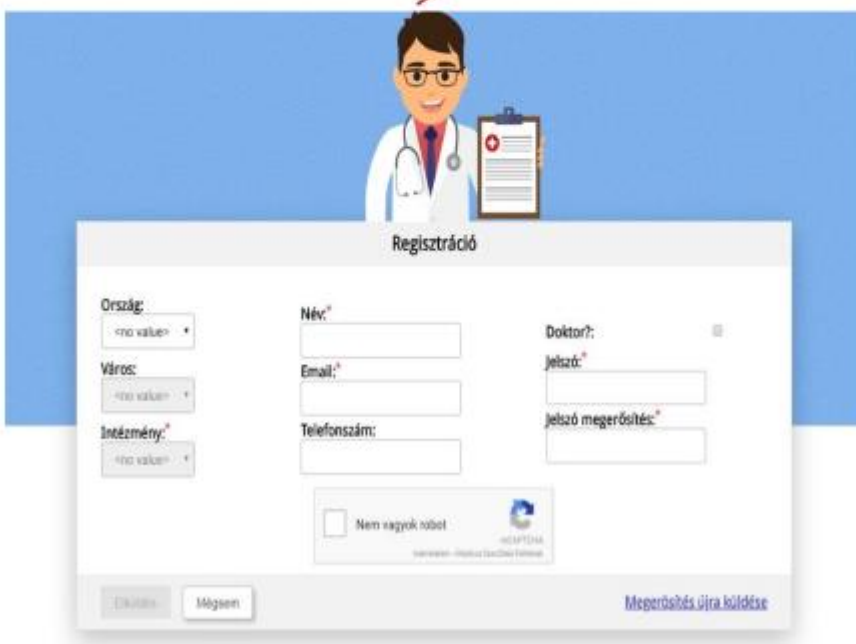 Regisztráció
Ország:
<no value>
Város:
<no value>
Intézmény:*
<no value>
Név:*
Email:*
Telefonszám:
Doktor?:
Jelszó:*
Jelszó megerősítés:*
Nem vagyok robot
reCAPTCHA
Elküldés
Mégsem
Megerősítés újra küldése